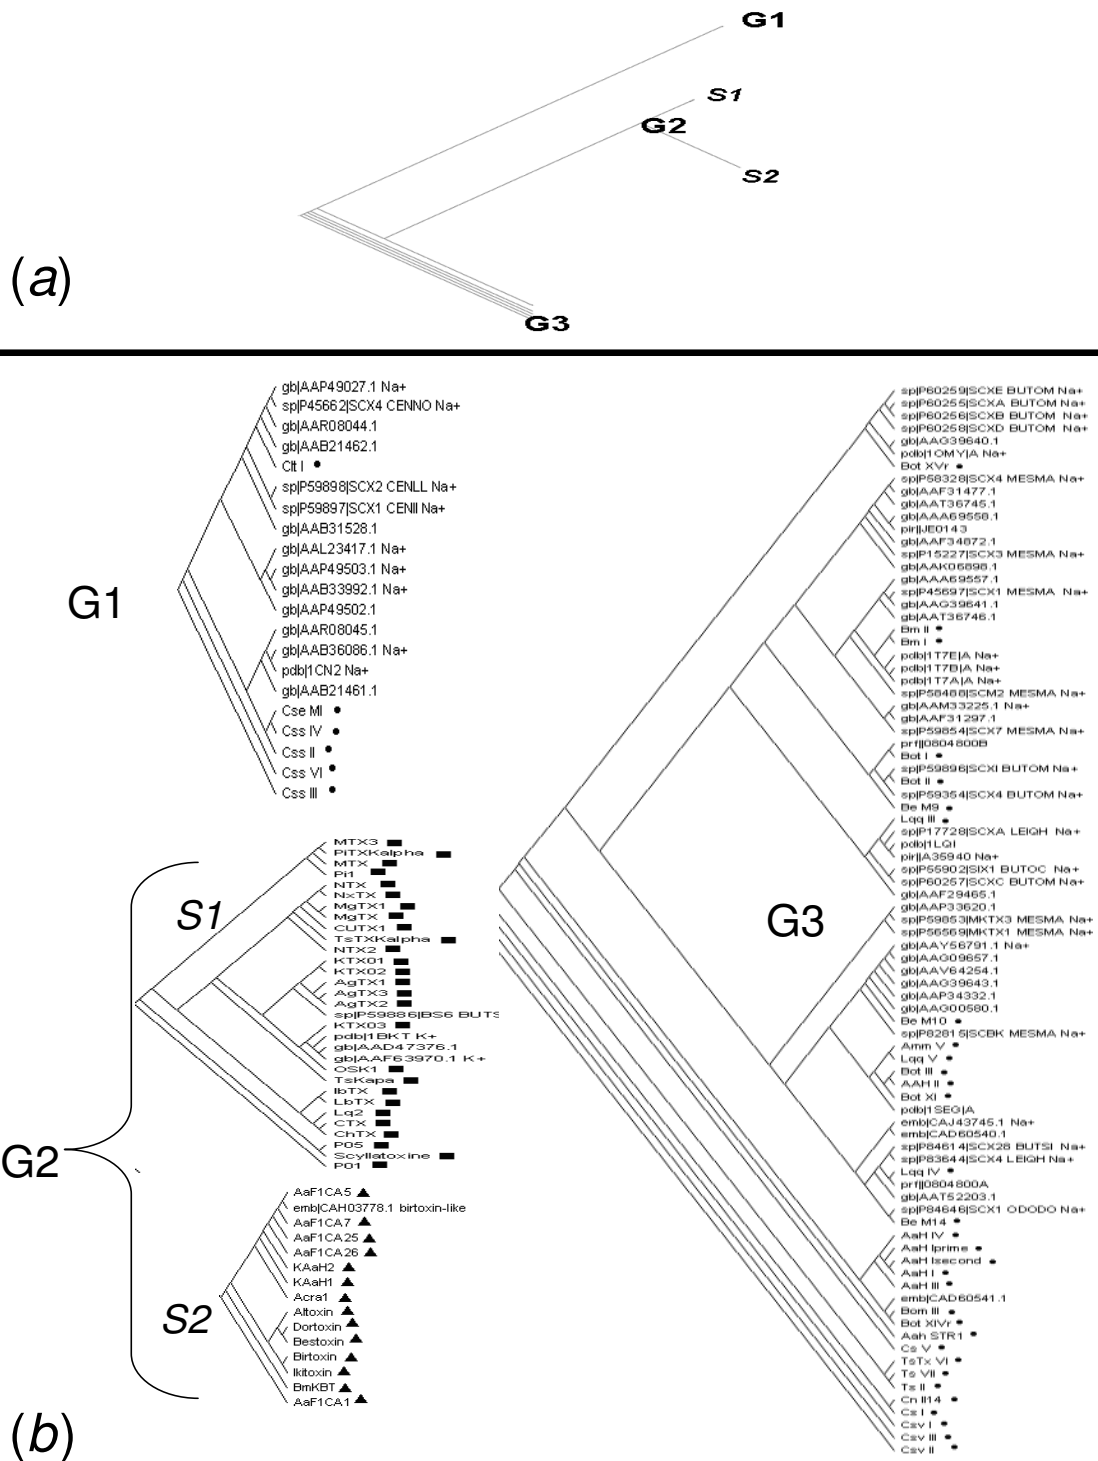 G1
S1
G2
S2
G3
(a)
gb|AAP49027.1 Na+
sp|P45662|SCX4 CENNO Na+
gb|AAR08044.1
gb|AAB21462.1
Clt I
sp|P59898|SCX2 CENLL Na+
sp|P59897|SCX1 CENII Na+
gb|AAB31528.1
gb|AAL23417.1 Na+
gb|AAP49503.1 Na+
gb|AAB33992.1 Na+
gb|AAP49502.1
gb|AAR08045.1
gb|AAB36086.1 Na+
pdb|1CN2 Na+
gb|AAB21461.1
Cse MI
Css IV
Css II
Css VI
Css III
G1
MTX3
PiTXKalpha
MTX
Pi1
NTX
NxTX
MgTX1
MgTX
CUTX1
TsTXKalpha
NTX2
KTX01
KTX02
AgTX1
AgTX3
AgTX2
sp|P59886|BS6 BUTS
KTX03
pdb|1BKT K+
gb|AAD47376.1
gb|AAF63970.1 K+
OSK1
TsKapa
IbTX
LbTX
Lq2
CTX
ChTX
P05
Scyllatoxine
P01
S1
G2
AaF1CA5
emb|CAH03778.1 birtoxin-like
AaF1CA7
AaF1CA25
AaF1CA26
KAaH2
KAaH1
Acra1
Altoxin
Dortoxin
Bestoxin
Birtoxin
Ikitoxin
BmKBT
AaF1CA1
S2
(b)
sp|P60259|SCXE BUTOM Na+
sp|P60255|SCXA BUTOM Na+
sp|P60256|SCXB BUTOM Na+
sp|P60258|SCXD BUTOM Na+
gb|AAG39640.1
pdb|1OMY|A Na+
Bot XVr
sp|P58328|SCX4 MESMA Na+
gb|AAF31477.1
gb|AAT36745.1
gb|AAA69558.1
pir||JE0143
gb|AAF34872.1
sp|P15227|SCX3 MESMA Na+
gb|AAK06898.1
gb|AAA69557.1
sp|P45697|SCX1 MESMA Na+
gb|AAG39641.1
gb|AAT36746.1
Bm II
Bm I
pdb|1T7E|A Na+
pdb|1T7B|A Na+
pdb|1T7A|A Na+
sp|P58488|SCM2 MESMA Na+
gb|AAM33225.1 Na+
gb|AAF31297.1
sp|P59854|SCX7 MESMA Na+
prf||0804800B
Bot I
sp|P59896|SCXI BUTOM Na+
Bot II
sp|P59354|SCX4 BUTOM Na+
Be M9
Lqq III
sp|P17728|SCXA LEIQH Na+
pdb|1LQI
pir||A35940 Na+
sp|P55902|SIX1 BUTOC Na+
sp|P60257|SCXC BUTOM Na+
gb|AAF29465.1
gb|AAP33620.1
sp|P59853|MKTX3 MESMA Na+
sp|P56569|MKTX1 MESMA Na+
gb|AAY56791.1 Na+
gb|AAG09657.1
gb|AAV64254.1
gb|AAG39643.1
gb|AAP34332.1
gb|AAG00580.1
Be M10
sp|P82815|SCBK MESMA Na+
Amm V
Lqq V
Bot III
AAH II
Bot XI
pdb|1SEG|A
emb|CAJ43745.1 Na+
emb|CAD60540.1
sp|P84614|SCX28 BUTSI Na+
sp|P83644|SCX4 LEIQH Na+
Lqq IV
prf||0804800A
gb|AAT52203.1
sp|P84646|SCX1 ODODO Na+
Be M14
AaH IV
AaH Iprime
AaH Isecond
AaH I
AaH III
emb|CAD60541.1
Bom III
Bot XIVr
Aah STR1
Cs V
TsTx VI
Ts VII
Ts II
Cn II14
Cs I
Csv I
Csv III
Csv II
G3